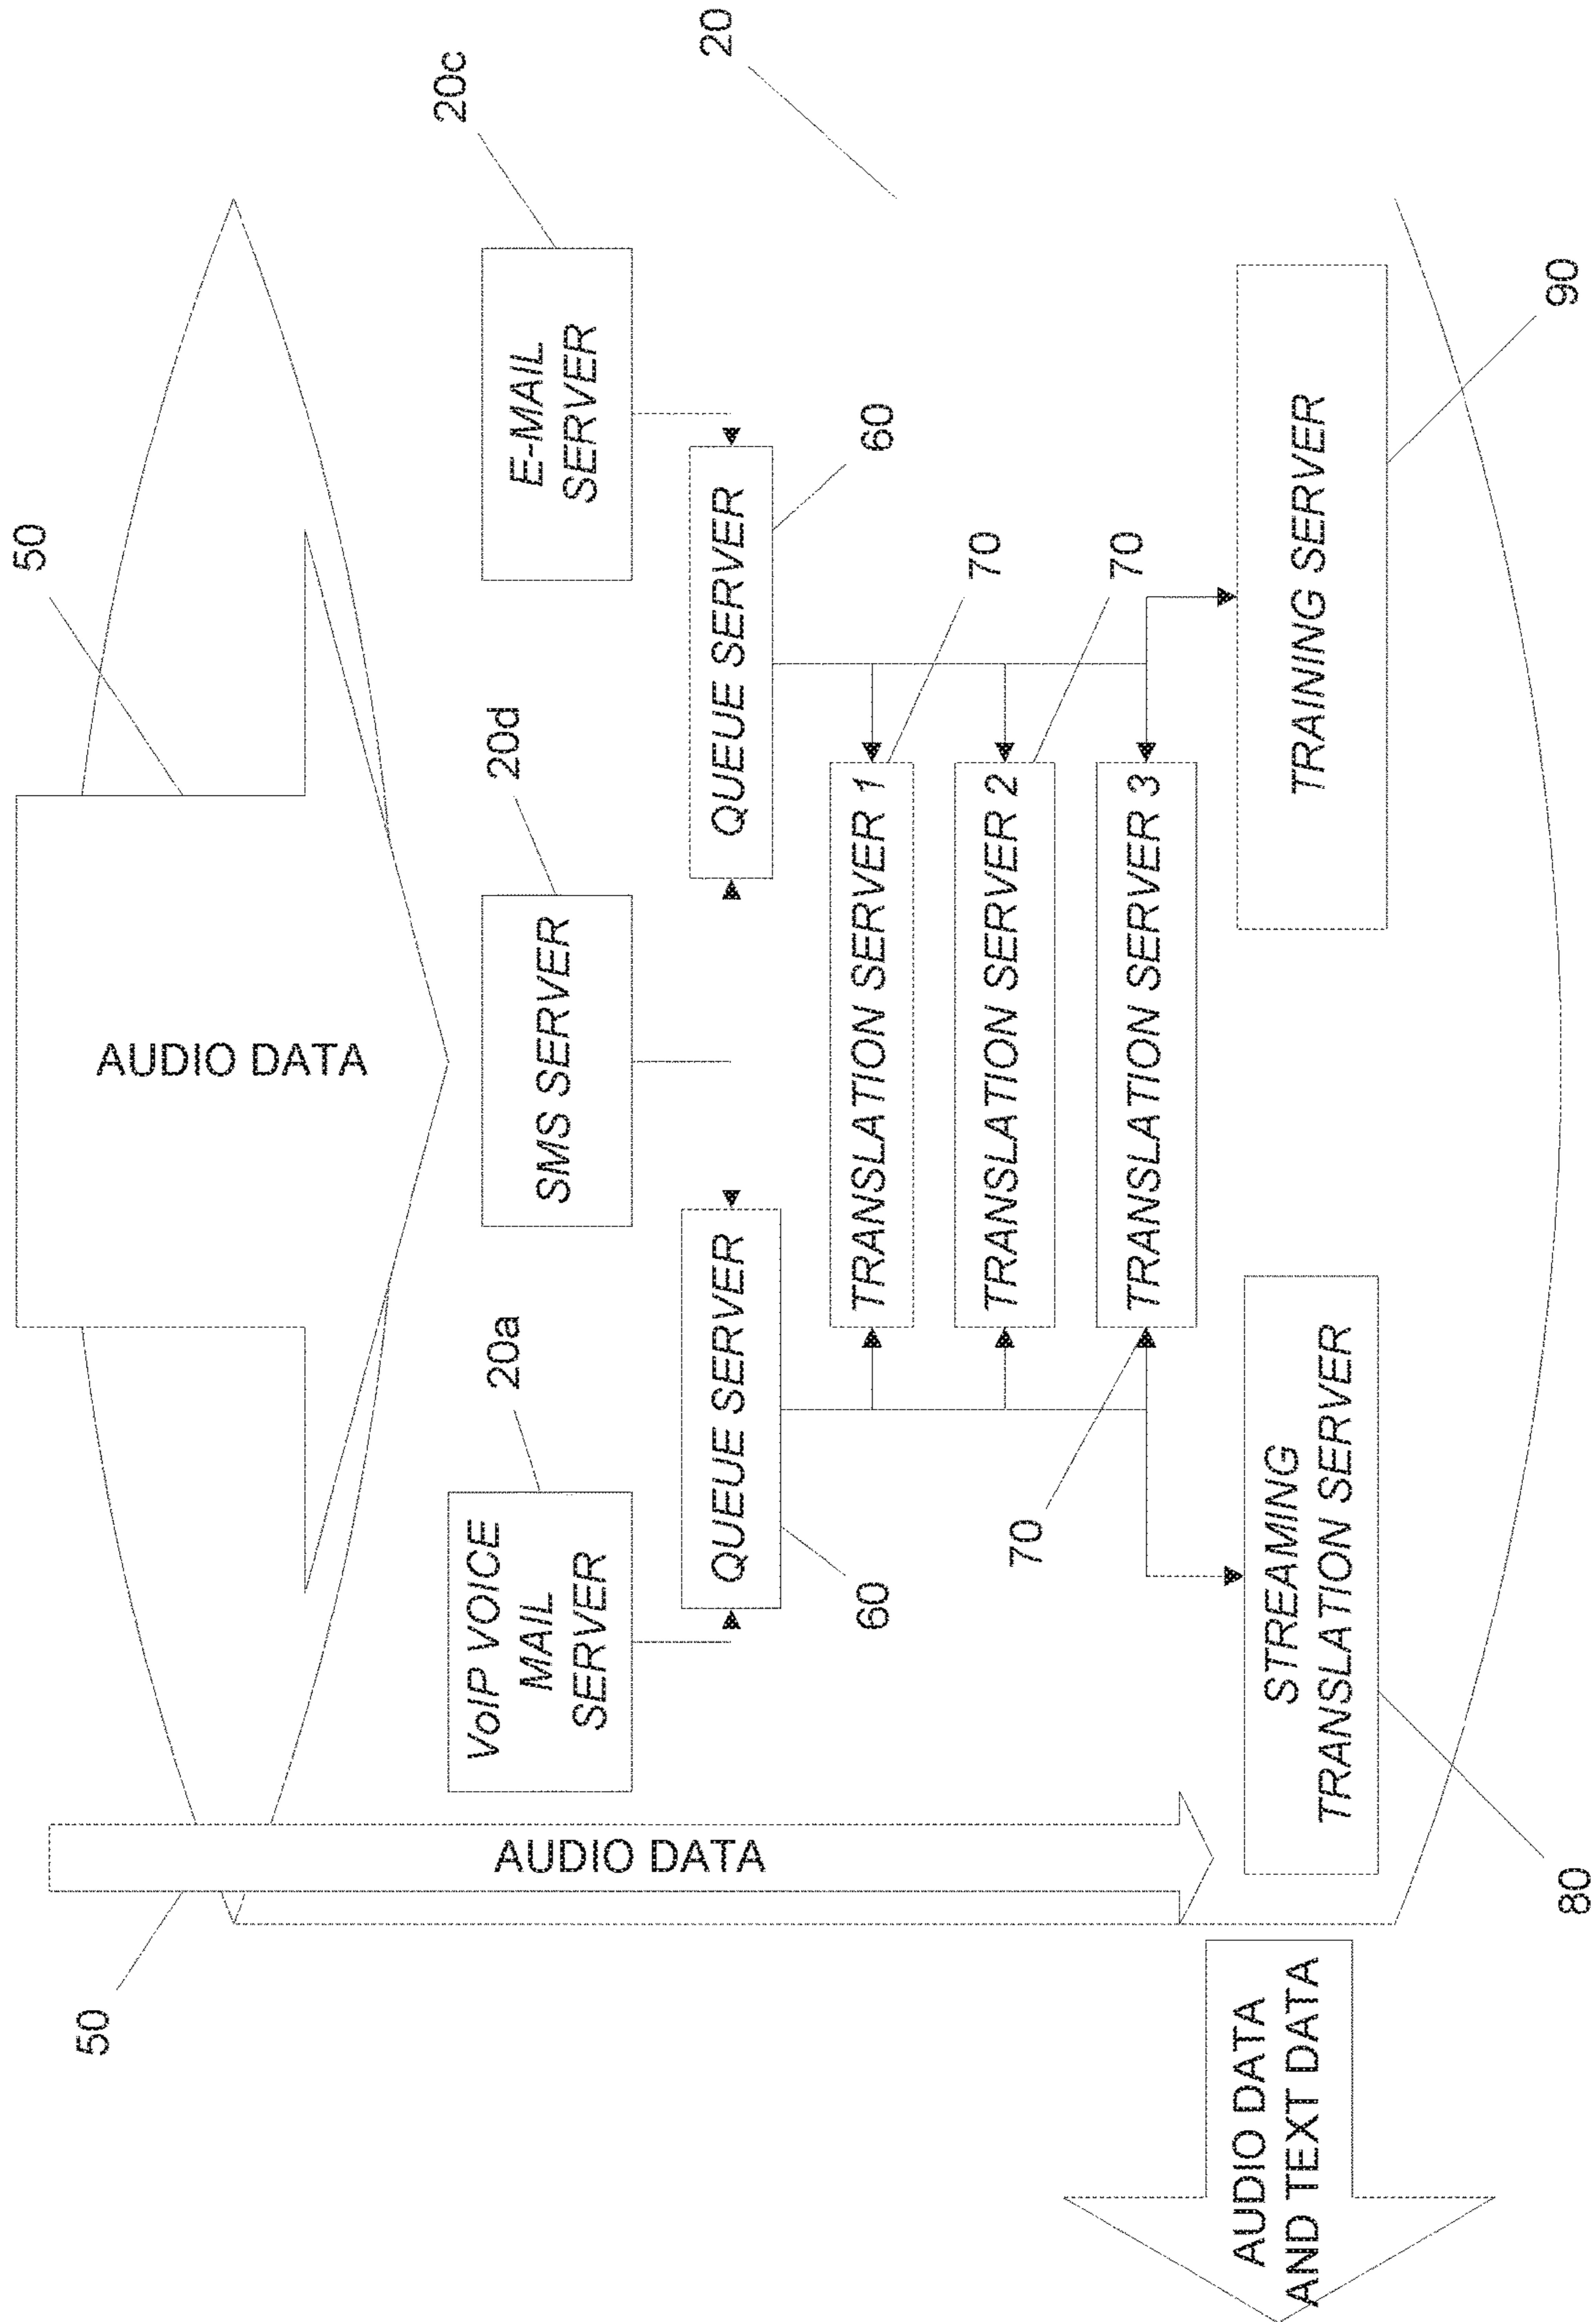 50
50
AUDIO DATA
AUDIO DATA
20a
20d
20c
VoIP VOICE
MAIL
SERVER
SMS SERVER
E-MAIL
SERVER
20
QUEUE SERVER
QUEUE SERVER
60
60
TRANSLATION SERVER 1
70
TRANSLATION SERVER 2
70
70
TRANSLATION SERVER 3
AUDIO DATA
AND TEXT DATA
STREAMING
TRANSLATION SERVER
TRAINING SERVER
80
90